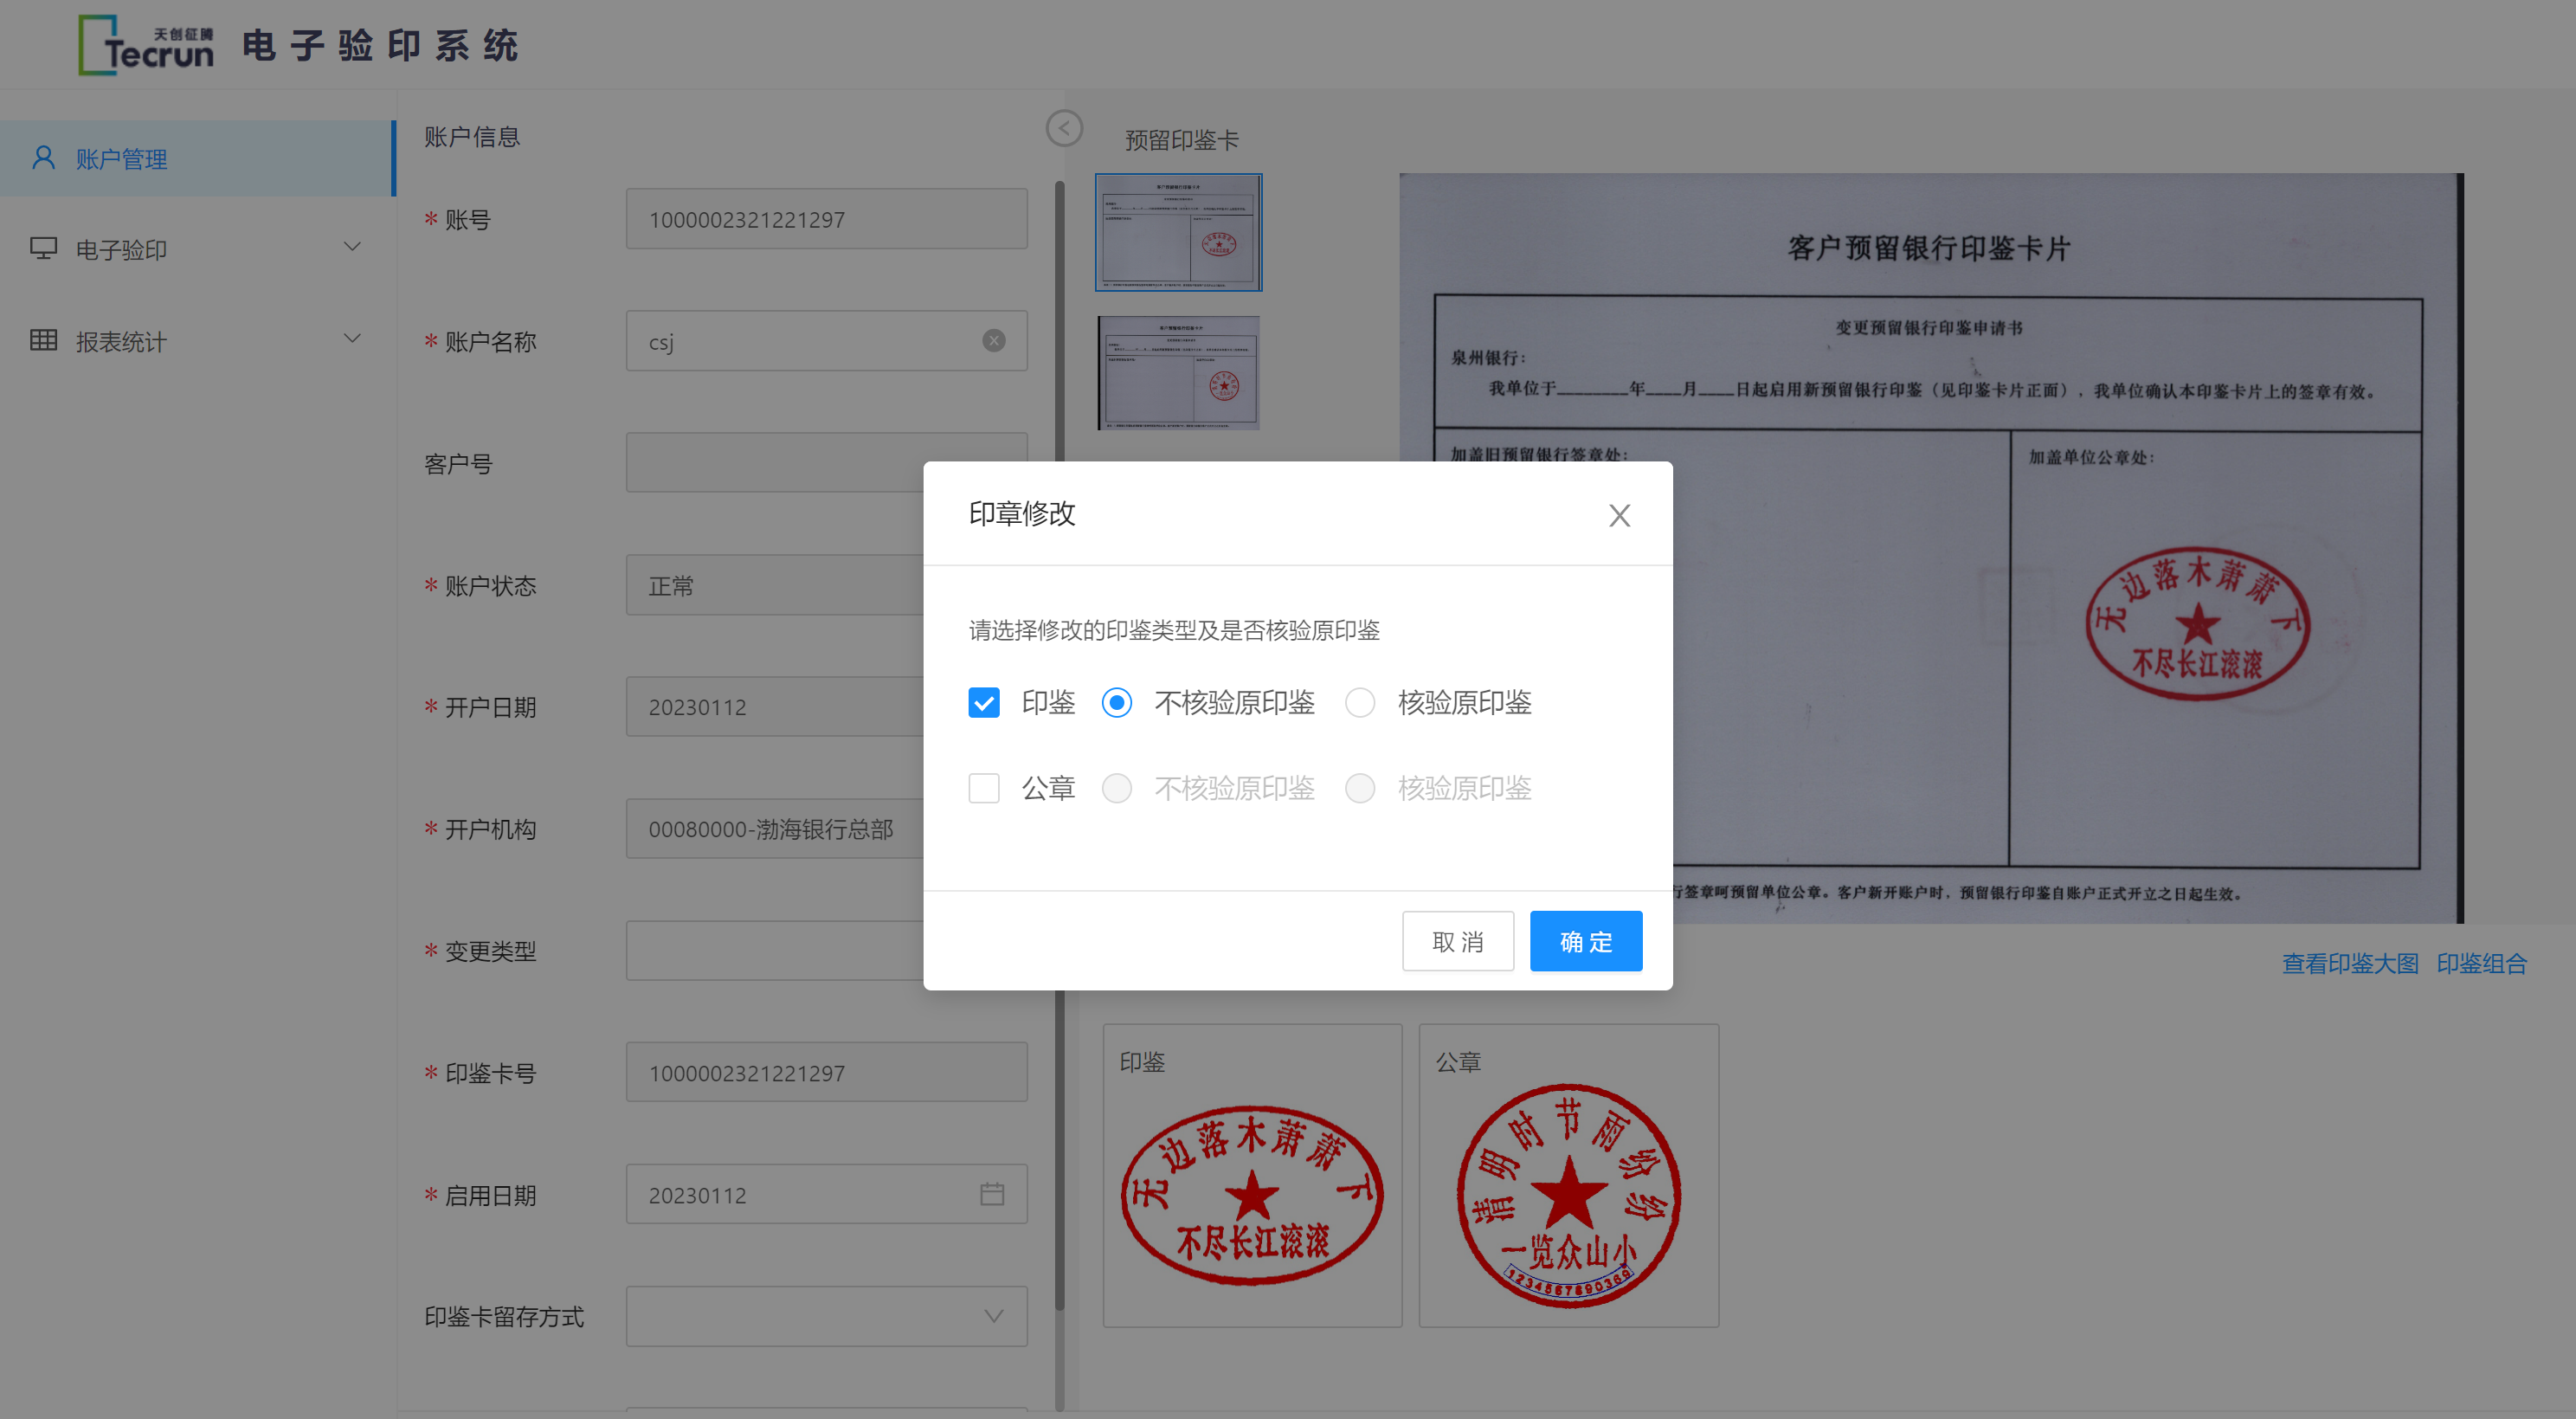 天创征腾
Tecrun
电子验印系统
账户管理
电子验印
报表统计
账户信息
* 账号 1000002321221297
* 账户名称 csj
客户号
* 账户状态 正常
* 开户日期 20230112
* 开户机构 00080000-渤海银行总部
* 变更类型
* 印鉴卡号 1000002321221297
* 启用日期 20230112
印鉴卡留存方式
预留印鉴卡
客户预留银行印鉴卡片
变更预留银行印鉴申请书
泉州银行：
我单位于________年____月____日起启用新预留银行印鉴（见印鉴卡片正面），我单位确认本印鉴卡片上的签章有效。
加盖旧预留银行签章处：
加盖单位公章处：
无边落木萧萧下
不尽长江滚滚
行签章呵预留单位公章。客户新开账户时，预留银行印鉴自账户正式开立之日起生效。
印章修改
请选择修改的印鉴类型及是否核验原印鉴
印鉴 不核验原印鉴 核验原印鉴
公章 不核验原印鉴 核验原印鉴
取 消 确 定
查看印鉴大图 印鉴组合
印鉴
无边落木萧萧下
不尽长江滚滚
公章
清明时节雨纷纷
一览众山小
1234567890369